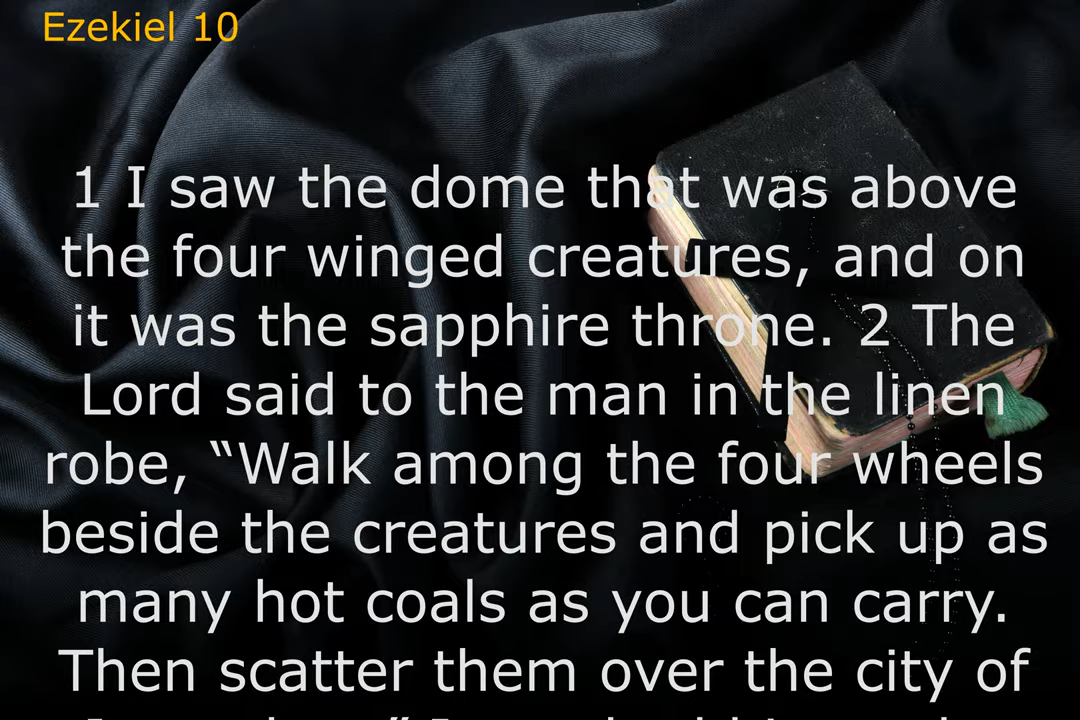 Ezekiel 10
1 I saw the dome that was above
the four winged creatures, and on
it was the sapphire throne. 2 The
Lord said to the man in the linen
robe, “Walk among the four wheels
beside the creatures and pick up as
many hot coals as you can carry.
Then scatter them over the city of